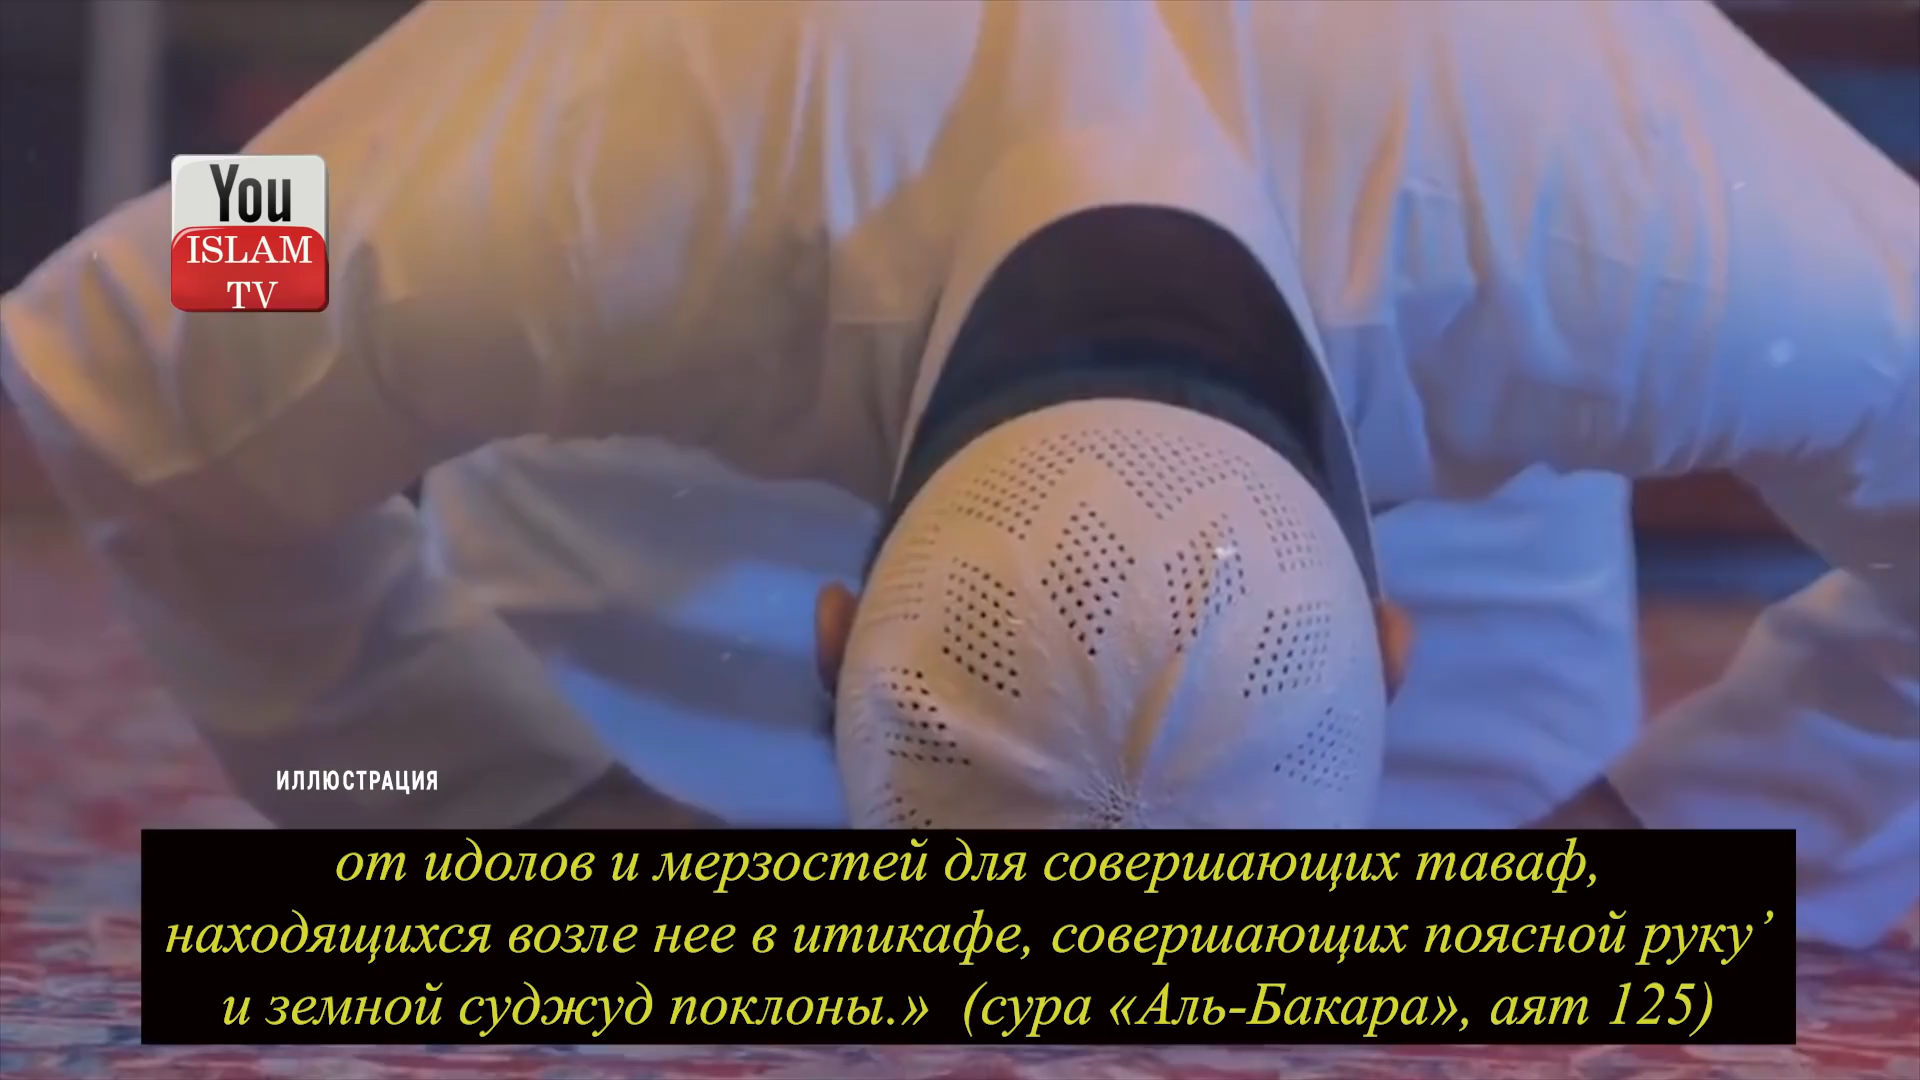 You
ISLAM
TV
ИЛЛЮСТРАЦИЯ
от идолов и мерзостей для совершающих таваф,
находящихся возле нее в итикафе, совершающих поясной руку’
и земной суджуд поклоны.» (сура «Аль-Бакара», аят 125)